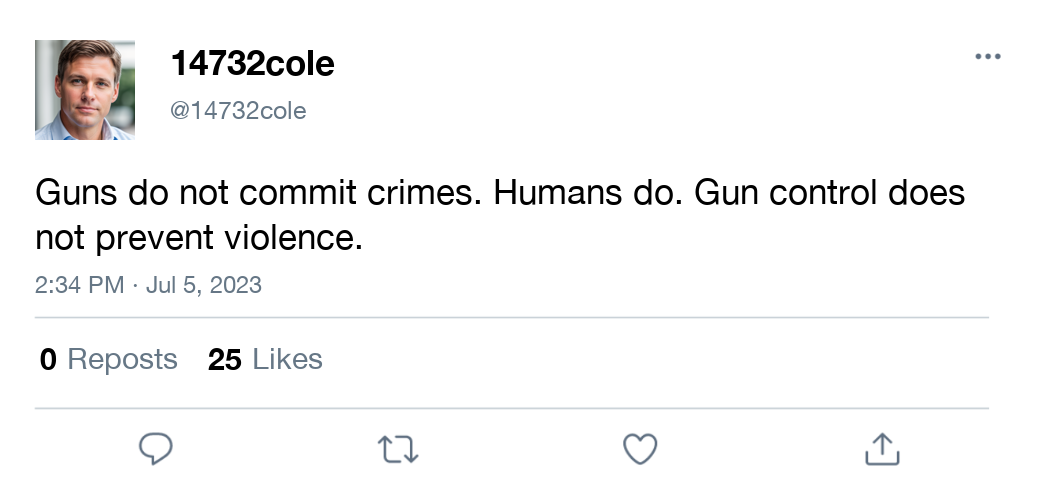 14732cole
@14732cole
Guns do not commit crimes. Humans do. Gun control does
not prevent violence.
2:34 PM · Jul 5, 2023
0 Reposts 25 Likes